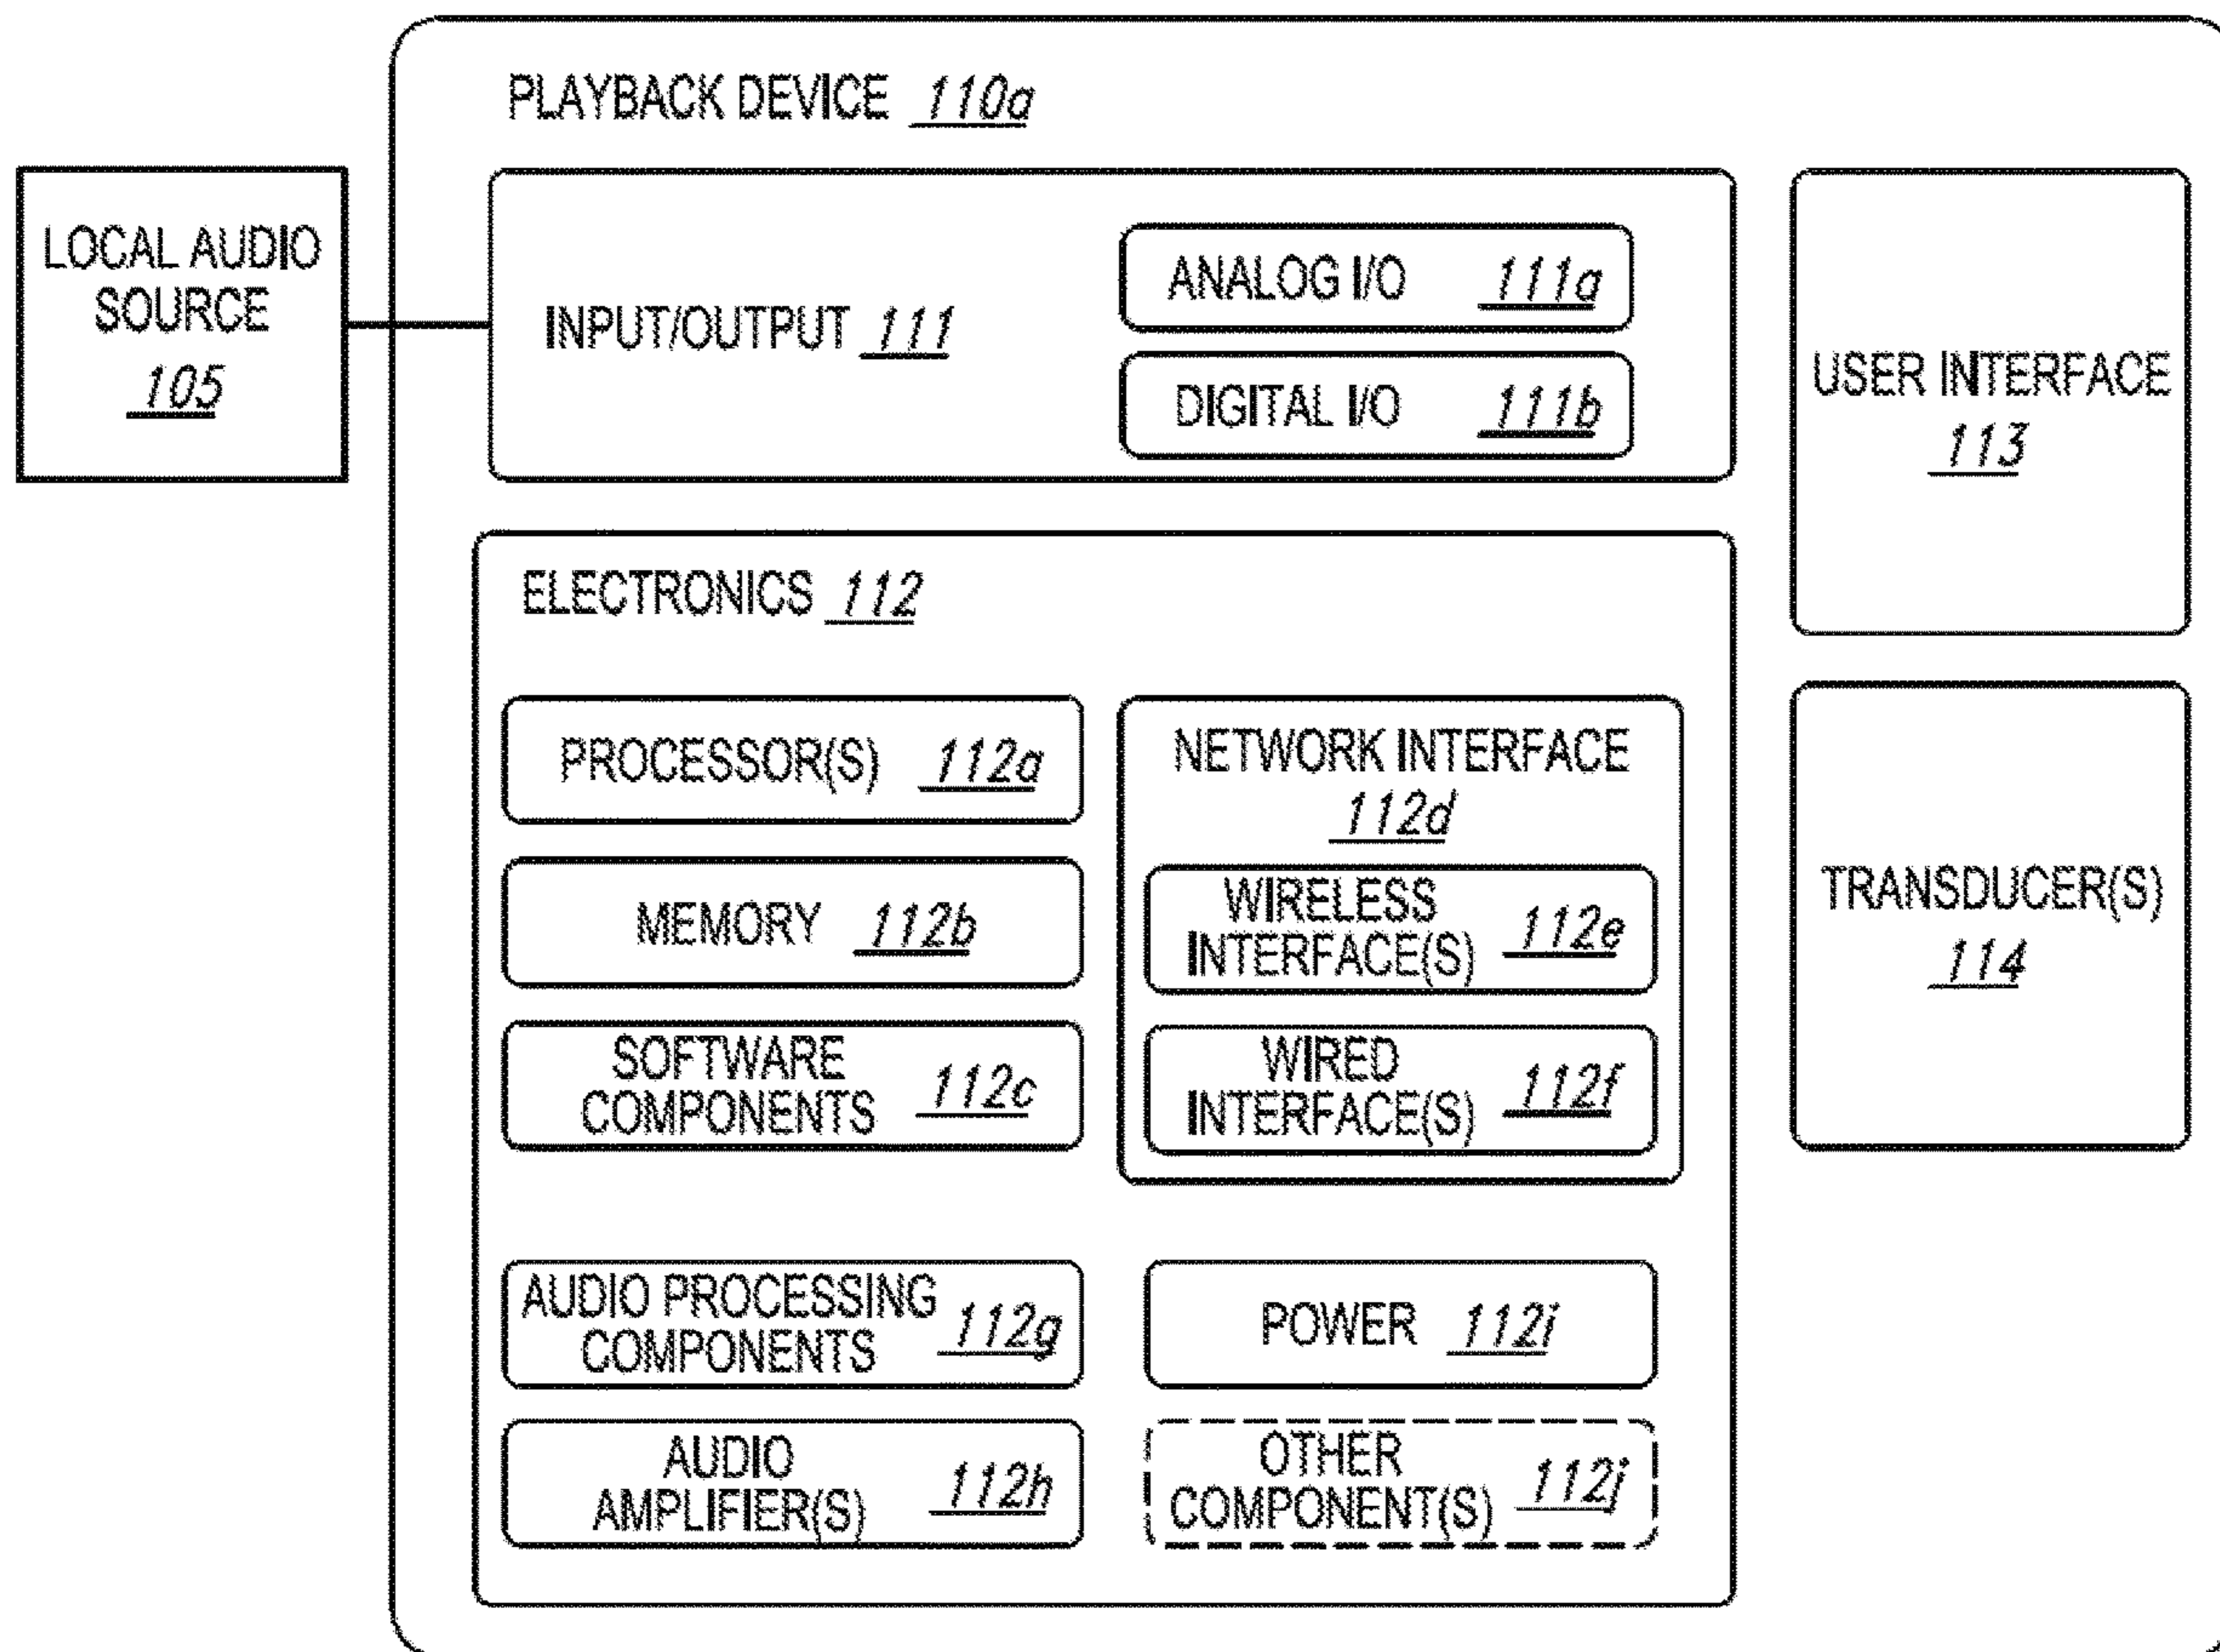 PLAYBACK DEVICE 110a
LOCAL AUDIO
SOURCE
105
INPUT/OUTPUT 111
ANALOG I/O 111a
DIGITAL I/O 111b
USER INTERFACE
113
ELECTRONICS 112
PROCESSOR(S) 112a
MEMORY 112b
SOFTWARE
COMPONENTS 112c
NETWORK INTERFACE
112d
WIRELESS
INTERFACE(S) 112e
WIRED
INTERFACE(S) 112f
TRANSDUCER(S)
114
AUDIO PROCESSING
COMPONENTS 112g
POWER 112i
AUDIO
AMPLIFIER(S) 112h
OTHER
COMPONENT(S) 112j